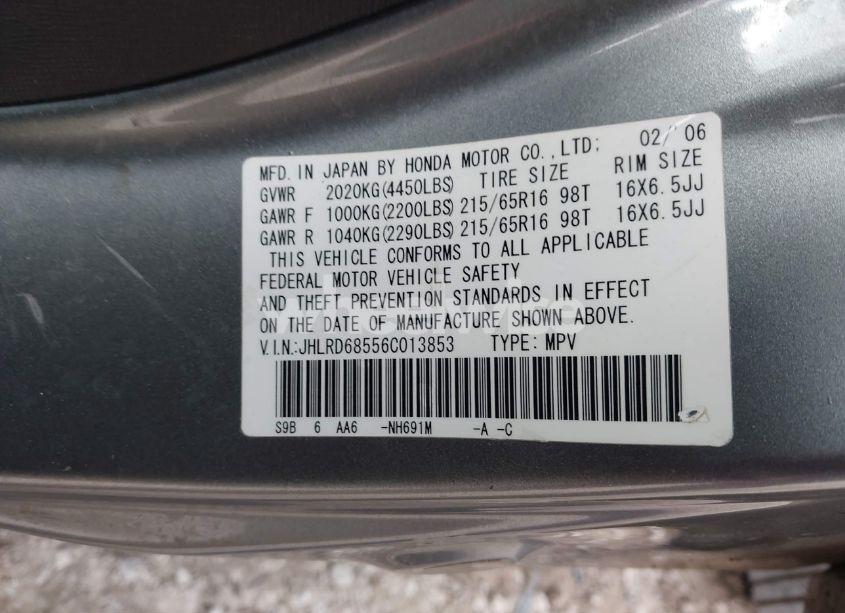 02/ 06
MFD. IN JAPAN BY HONDA MOTOR CO.,LTD;
GVWR 2020KG(4450LBS) TIRE SIZE RIM SIZE
GAWR F 1000KG(2200LBS) 215/65R16 98T 16X6.5JJ
GAWR R 1040KG(2290LBS) 215/65R16 98T 16X6.5JJ
THIS VEHICLE CONFORMS TO ALL APPLICABLE
FEDERAL MOTOR VEHICLE SAFETY
AND THEFT PREVENTION STANDARDS IN EFFECT
ON THE DATE OF MANUFACTURE SHOWN ABOVE.
V.I.N.:JHLRD68556C013853 TYPE: MPV
S9B 6 AA6 -NH691M -A -C